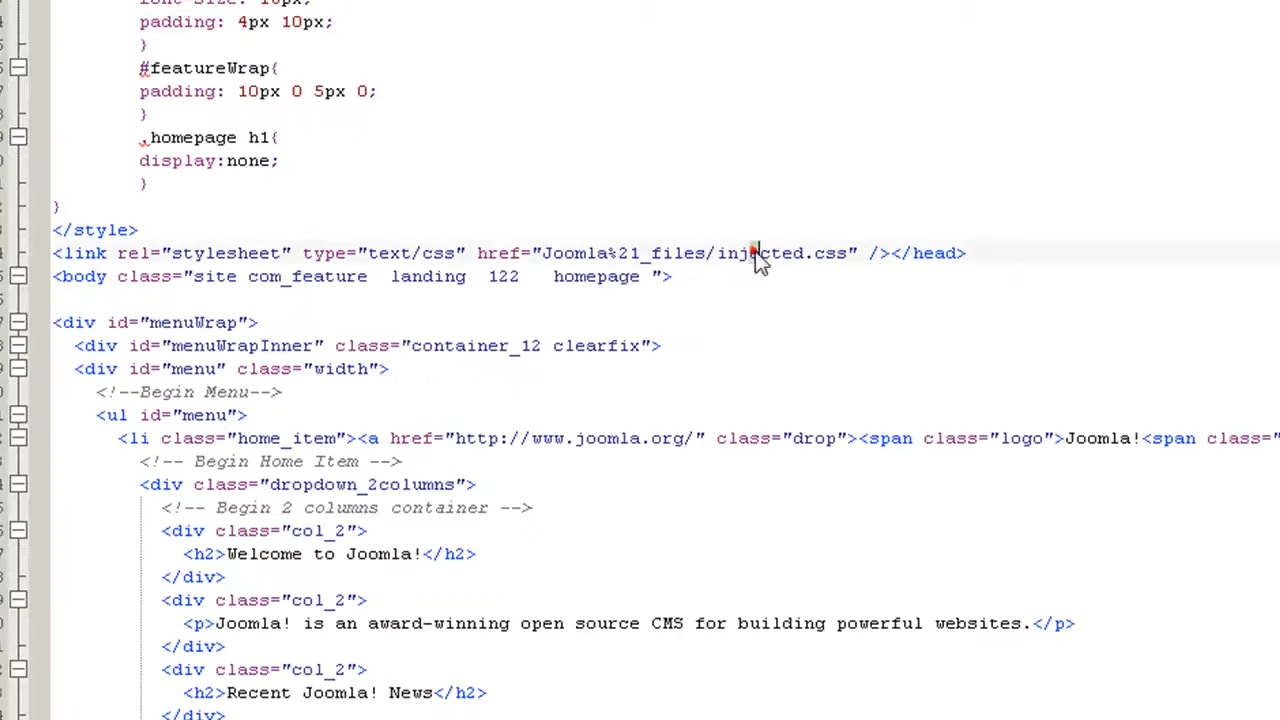 font-size: 10px;
padding: 4px 10px;
}
#featureWrap{
padding: 10px 0 5px 0;
}
.homepage h1{
display:none;
}
}
</style>
<link rel="stylesheet" type="text/css" href="Joomla%21_files/injected.css" /></head>
<body class="site com_feature  landing  122   homepage ">
<div id="menuWrap">
<div id="menuWrapInner" class="container_12 clearfix">
<div id="menu" class="width">
<!--Begin Menu-->
<ul id="menu">
<li class="home_item"><a href="http://www.joomla.org/" class="drop"><span class="logo">Joomla!<span class="
<!-- Begin Home Item -->
<div class="dropdown_2columns">
<!-- Begin 2 columns container -->
<div class="col_2">
<h2>Welcome to Joomla!</h2>
</div>
<div class="col_2">
<p>Joomla! is an award-winning open source CMS for building powerful websites.</p>
</div>
<div class="col_2">
<h2>Recent Joomla! News</h2>
</div>